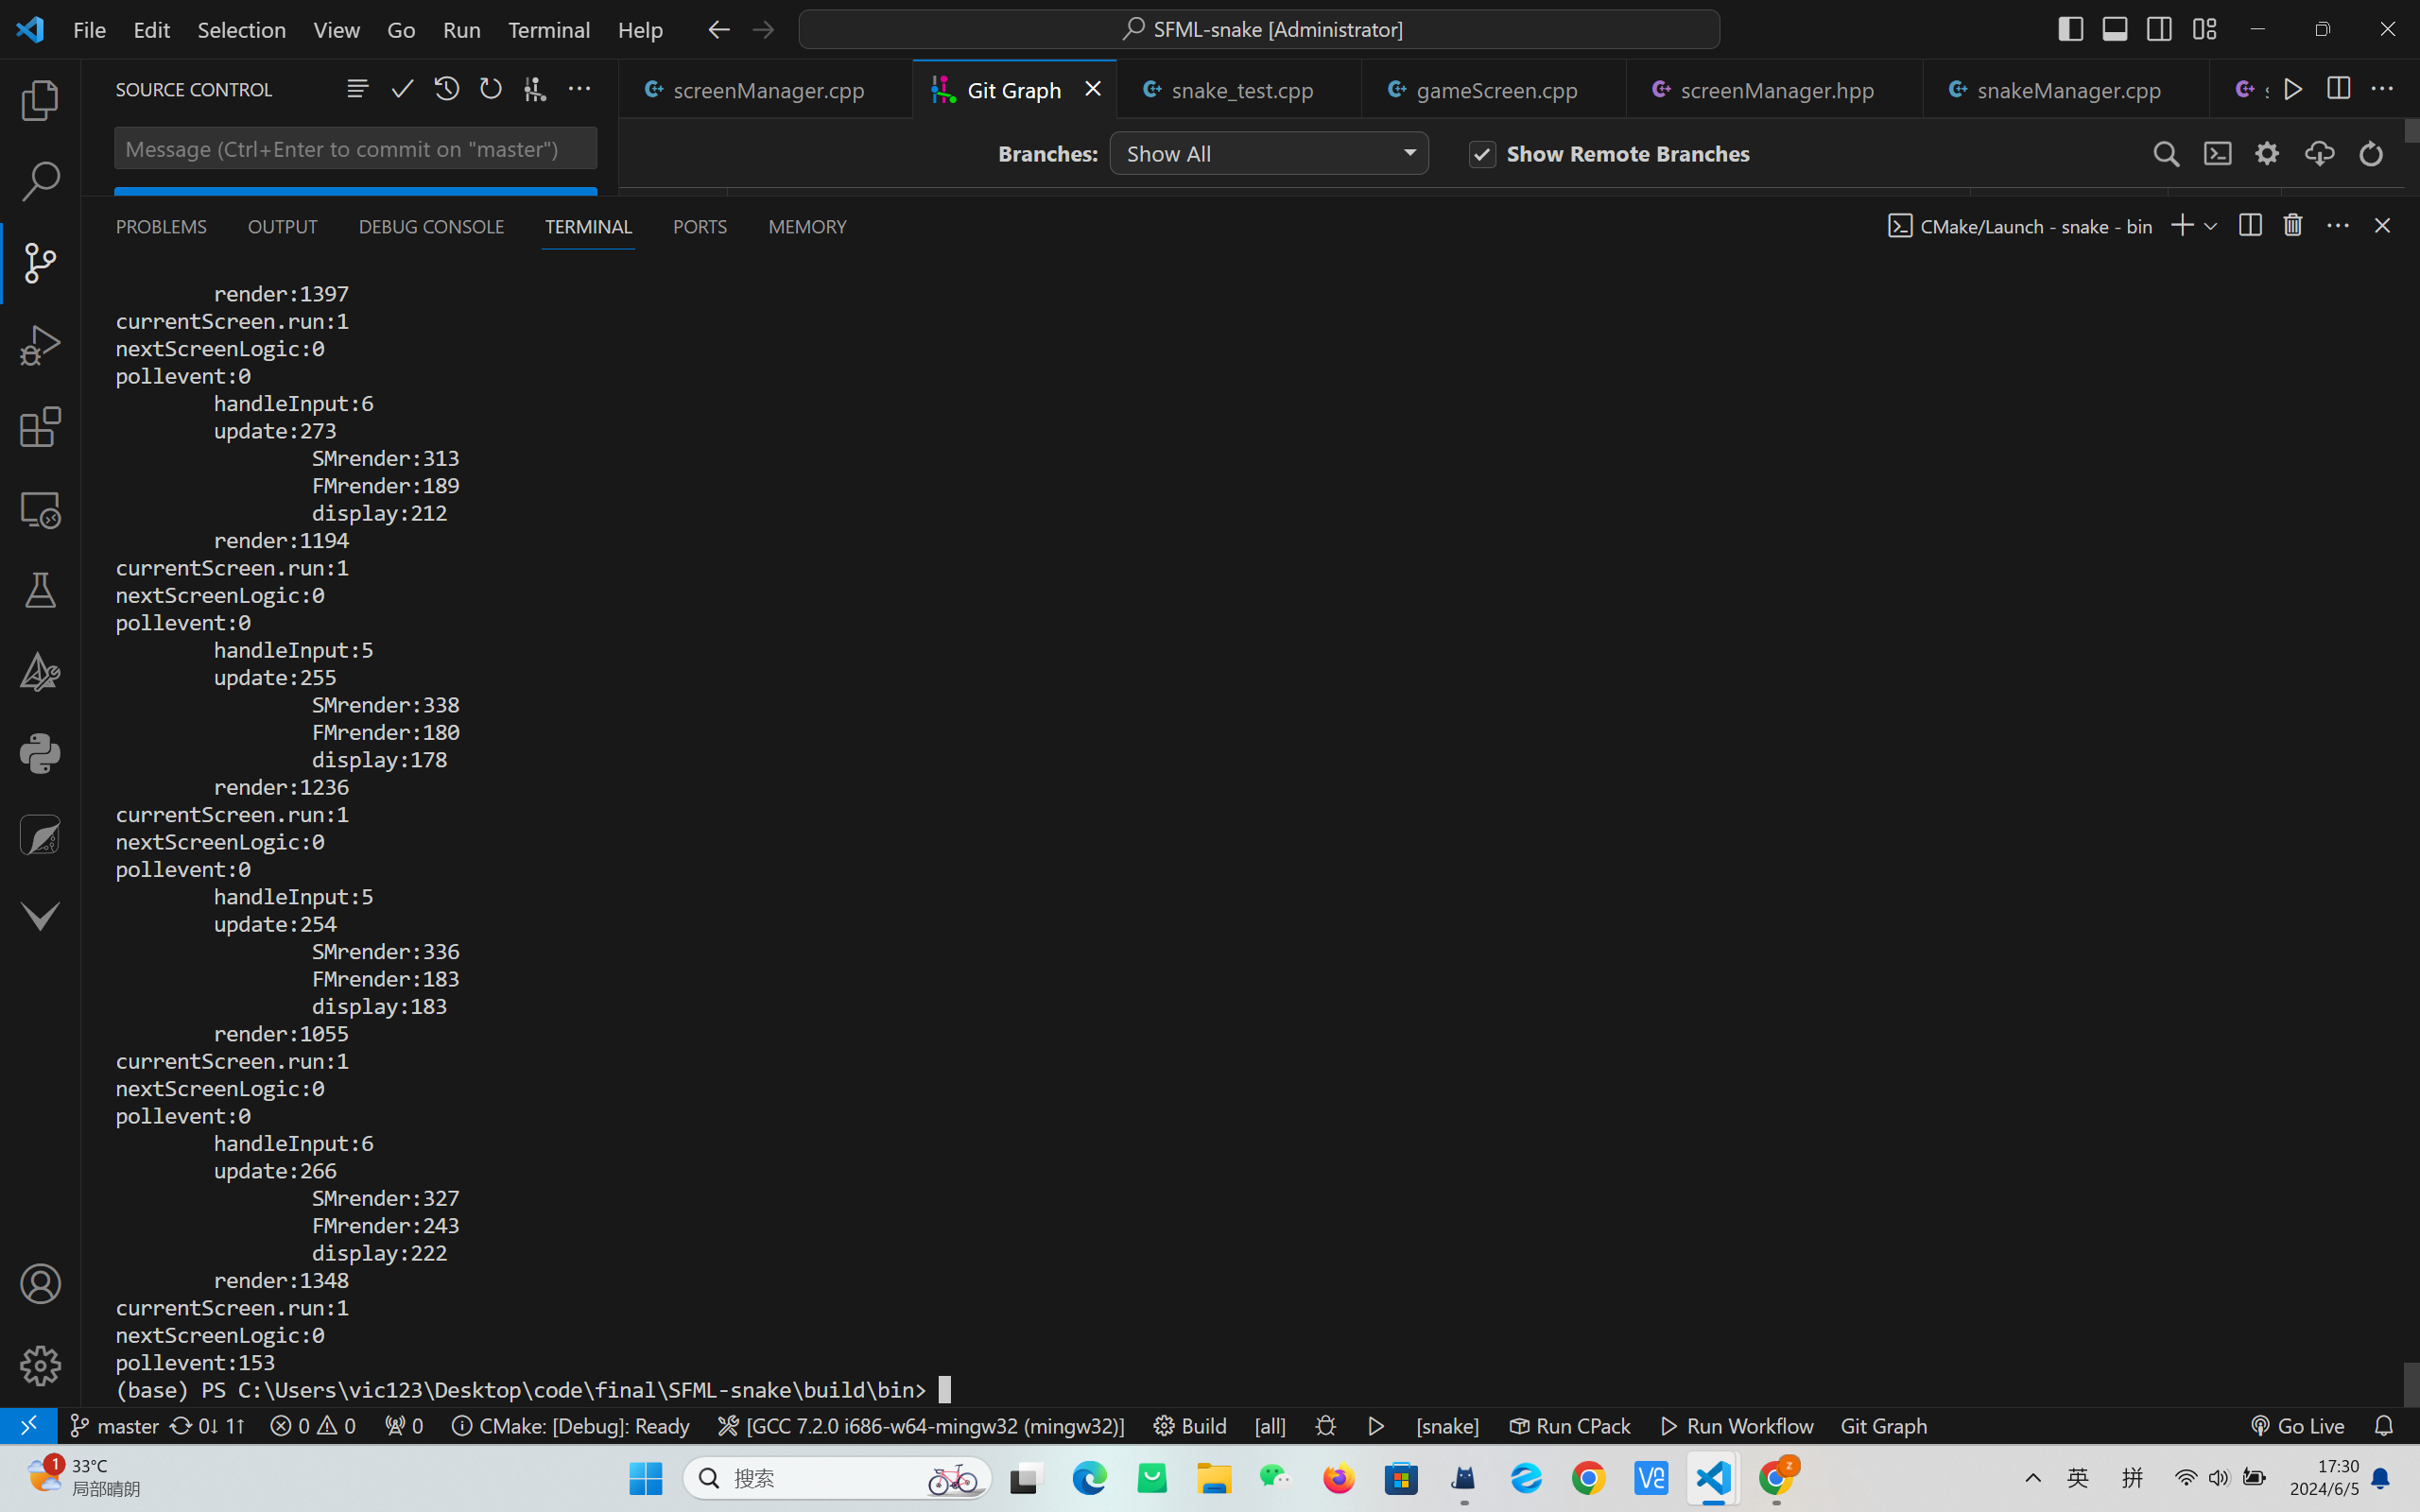 File Edit Selection View Go Run Terminal Help SFML-snake [Administrator]
SOURCE CONTROL screenManager.cpp Git Graph snake_test.cpp gameScreen.cpp screenManager.hpp snakeManager.cpp
Message (Ctrl+Enter to commit on "master") Branches: Show All Show Remote Branches
PROBLEMS OUTPUT DEBUG CONSOLE TERMINAL PORTS MEMORY CMake/Launch - snake - bin
render:1397
currentScreen.run:1
nextScreenLogic:0
pollevent:0
handleInput:6
update:273
SMrender:313
FMrender:189
display:212
render:1194
currentScreen.run:1
nextScreenLogic:0
pollevent:0
handleInput:5
update:255
SMrender:338
FMrender:180
display:178
render:1236
currentScreen.run:1
nextScreenLogic:0
pollevent:0
handleInput:5
update:254
SMrender:336
FMrender:183
display:183
render:1055
currentScreen.run:1
nextScreenLogic:0
pollevent:0
handleInput:6
update:266
SMrender:327
FMrender:243
display:222
render:1348
currentScreen.run:1
nextScreenLogic:0
pollevent:153
(base) PS C:\Users\vic123\Desktop\code\final\SFML-snake\build\bin>
master 0↓ 1↑ 0 0 0 CMake: [Debug]: Ready [GCC 7.2.0 i686-w64-mingw32 (mingw32)] Build [all] [snake] Run CPack Run Workflow Git Graph Go Live
1 33°C 搜索 英 拼 17:30
局部晴朗 2024/6/5